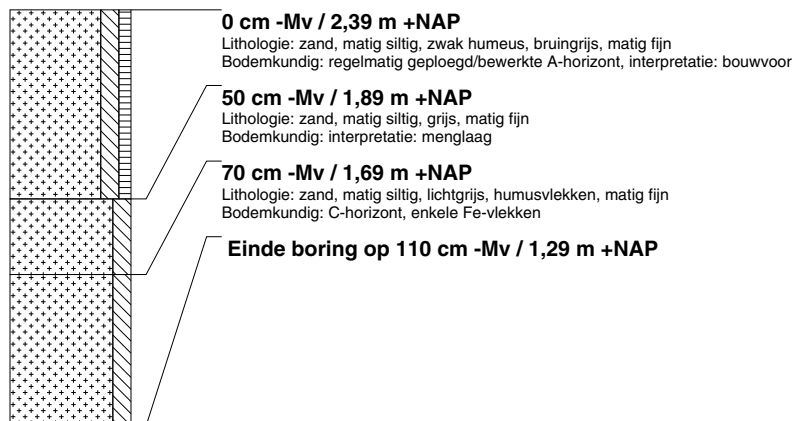 0 cm -Mv / 2,39 m +NAP
Lithologie: zand, matig siltig, zwak humeus, bruingrijs, matig fijn
Bodemkundig: regelmatig geploegd/bewerkte A-horizont, interpretatie: bouwvoor
50 cm -Mv / 1,89 m +NAP
Lithologie: zand, matig siltig, grijs, matig fijn
Bodemkundig: interpretatie: menglaag
70 cm -Mv / 1,69 m +NAP
Lithologie: zand, matig siltig, lichtgrijs, humusvlekken, matig fijn
Bodemkundig: C-horizont, enkele Fe-vlekken
Einde boring op 110 cm -Mv / 1,29 m +NAP